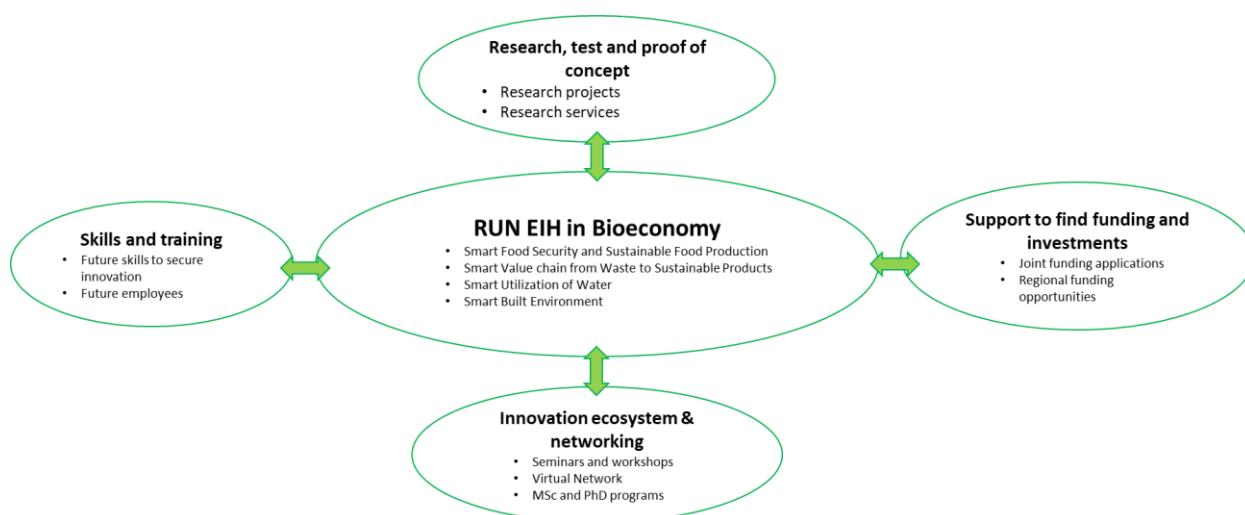 Research, test and proof of
concept
• Research projects
• Research services
RUN EIH in Bioeconomy
• Smart Food Security and Sustainable Food Production
• Smart Value chain from Waste to Sustainable Products
• Smart Utilization of Water
• Smart Built Environment
Skills and training
• Future skills to secure
innovation
• Future employees
Support to find funding and
investments
• Joint funding applications
• Regional funding
opportunities
Innovation ecosystem &
networking
• Seminars and workshops
• Virtual Network
• MSc and PhD programs